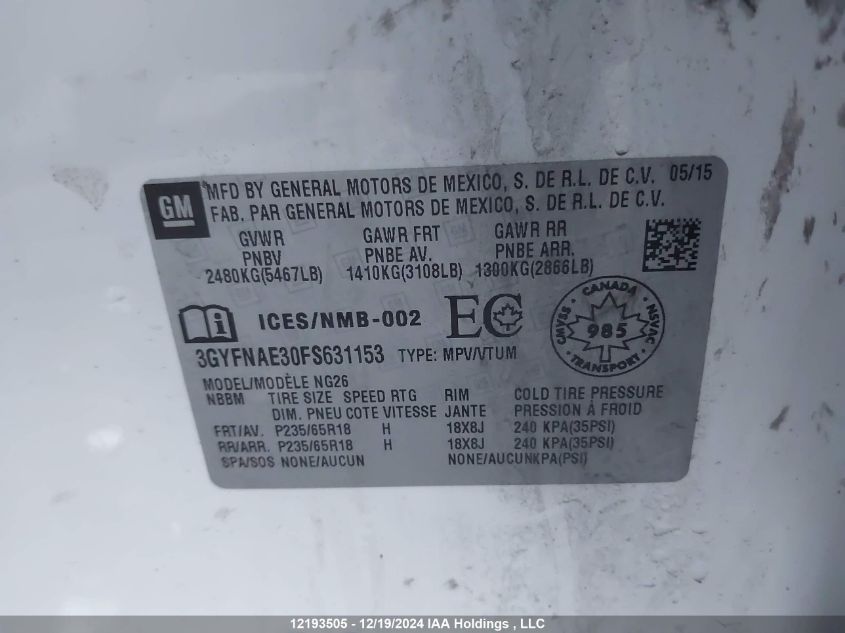 GM
MFD BY GENERAL MOTORS DE MEXICO, S. DE R.L. DE C.V. 05/15
FAB. PAR GENERAL MOTORS DE MEXICO, S. DE R.L. DE C.V.
GVWR GAWR FRT GAWR RR
PNBV PNBE AV. PNBE ARR.
2480KG(5467LB) 1410KG(3108LB) 1300KG(2866LB)
i ICES/NMB-002 EC
CANADA
CMVSS 985 NSVAC
TRANSPORT
3GYFNAE30FS631153 TYPE: MPV/VTUM
MODEL/MODÈLE NG26
NBBM TIRE SIZE SPEED RTG RIM COLD TIRE PRESSURE
DIM. PNEU COTE VITESSE JANTE PRESSION À FROID
FRT/AV. P235/65R18 H 18X8J 240 KPA(35PSI)
RR/ARR. P235/65R18 H 18X8J 240 KPA(35PSI)
SPA/SOS NONE/AUCUN NONE/AUCUNKPA(PSI)
12193505 - 12/19/2024 IAA Holdings , LLC